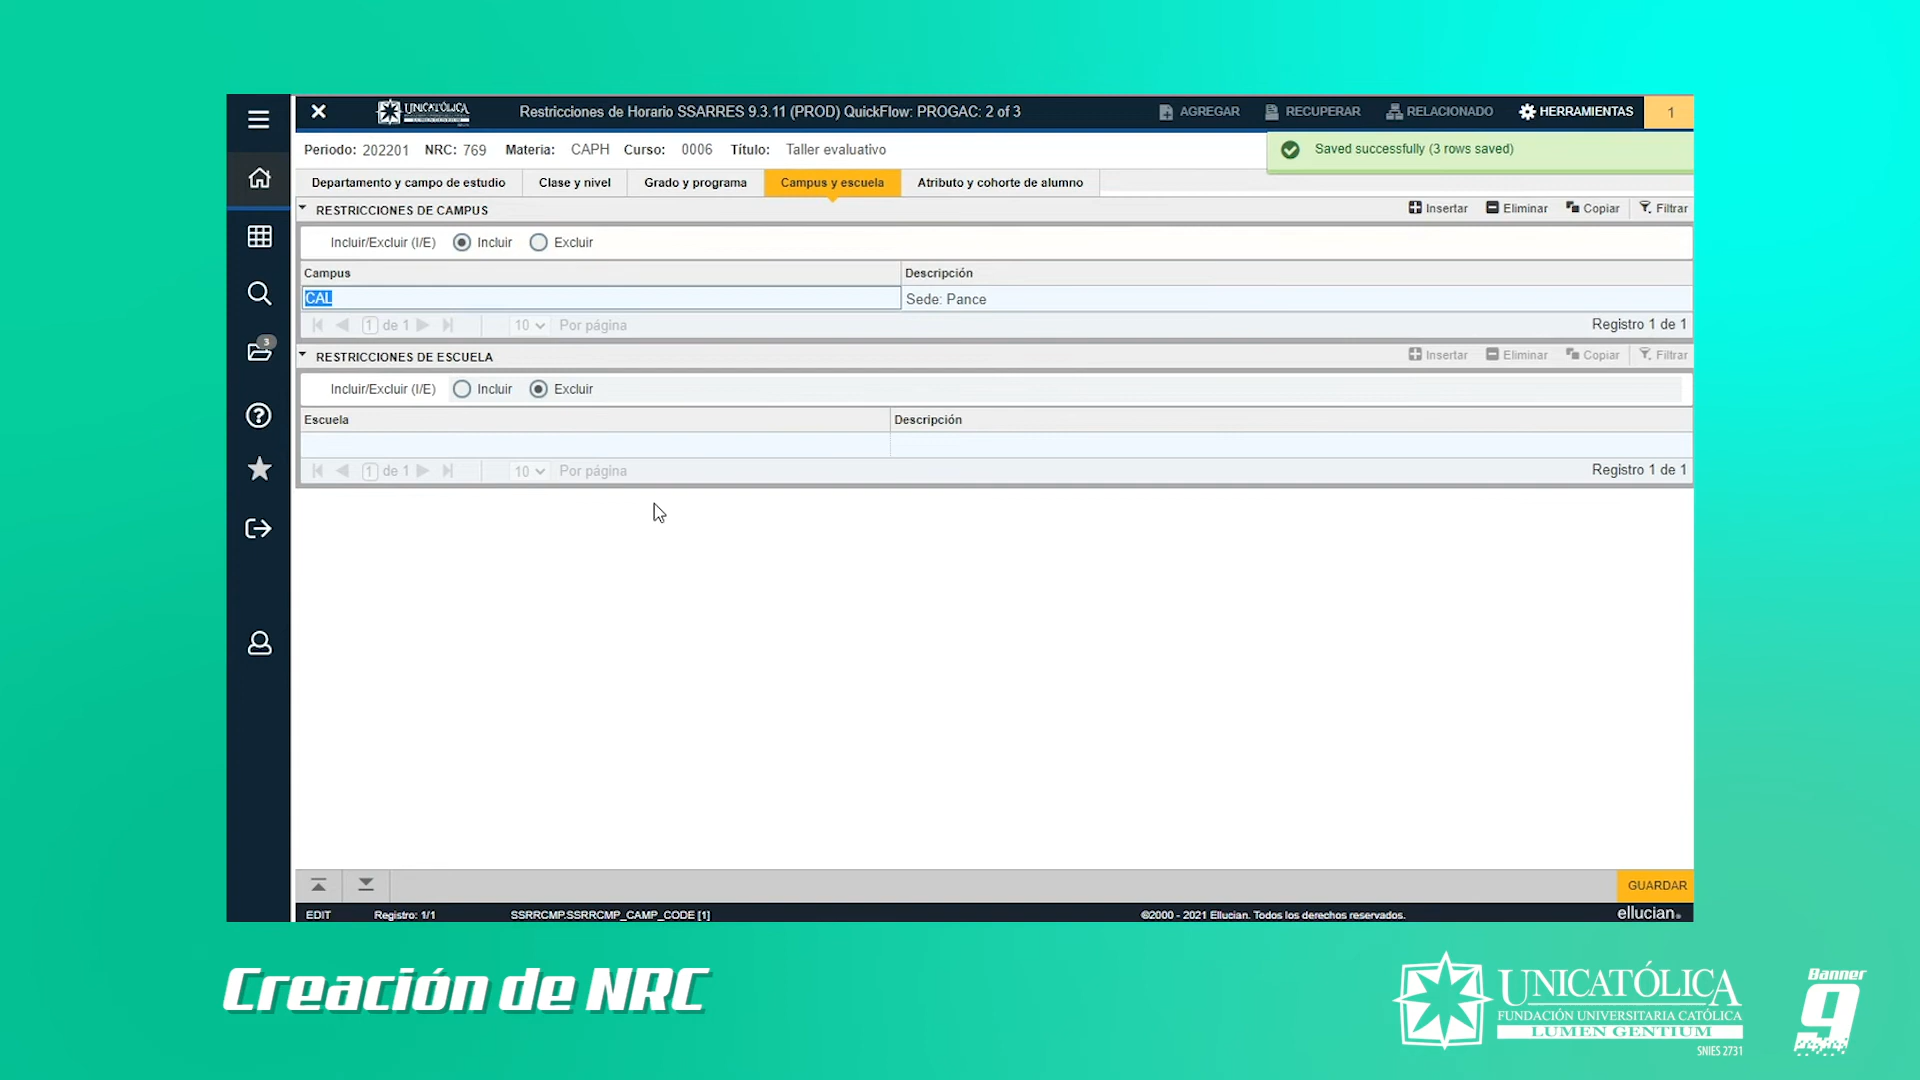 UNICATÓLICA
Restricciones de Horario SSARRES 9.3.11 (PROD) QuickFlow: PROGAC: 2 of 3
AGREGAR
RECUPERAR
RELACIONADO
HERRAMIENTAS
1
Periodo: 202201 NRC: 769 Materia: CAPH Curso: 0006 Título: Taller evaluativo
Saved successfully (3 rows saved)
Departamento y campo de estudio
Clase y nivel
Grado y programa
Campus y escuela
Atributo y cohorte de alumno
RESTRICCIONES DE CAMPUS
Insertar
Eliminar
Copiar
Filtrar
Incluir/Excluir (I/E) Incluir Excluir
Campus
Descripción
CAL
Sede: Pance
1 de 1
10
Por página
Registro 1 de 1
3
RESTRICCIONES DE ESCUELA
Insertar
Eliminar
Copiar
Filtrar
Incluir/Excluir (I/E) Incluir Excluir
Escuela
Descripción
1 de 1
10
Por página
Registro 1 de 1
GUARDAR
EDIT
Registro: 1/1
SSRRCMP.SSRRCMP_CAMP_CODE [1]
©2000 - 2021 Ellucian. Todos los derechos reservados.
ellucian
Creación de NRC
UNICATÓLICA
FUNDACIÓN UNIVERSITARIA CATÓLICA
LUMEN GENTIUM
SNIES 2731
Banner
9